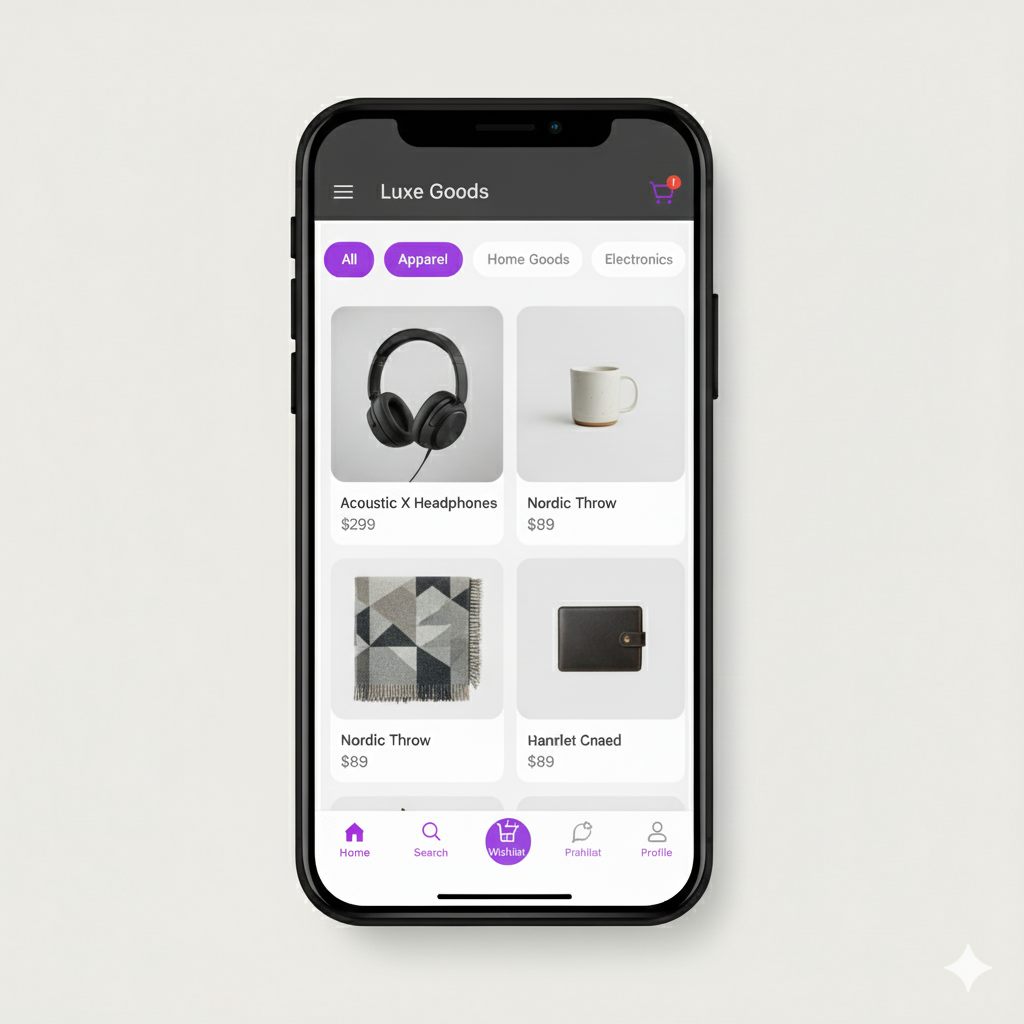 Luxe Goods
All Apparel Home Goods Electronics
Acoustic X Headphones Nordic Throw
$299 $89
Nordic Throw Hanrlet Cnaed
$89 $89
Home Search Wishliat Prahliat Profile